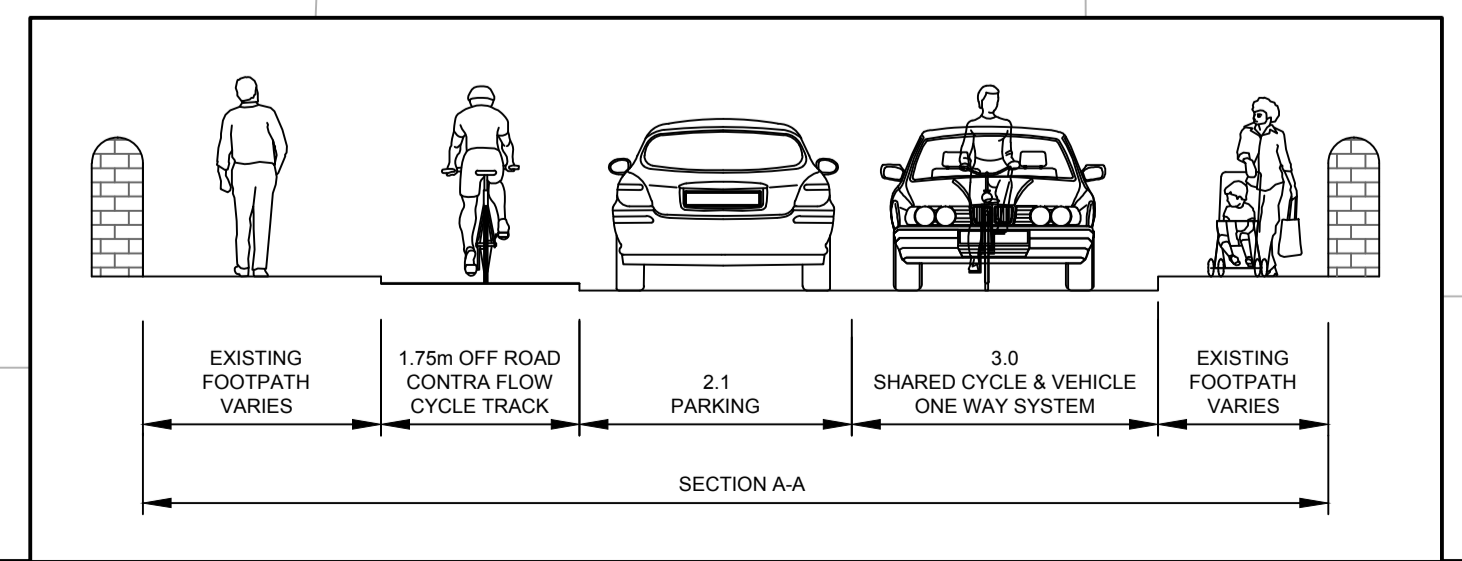 EXISTING
FOOTPATH
VARIES
1.75m OFF ROAD
CONTRA FLOW
CYCLE TRACK
2.1
PARKING
3.0
SHARED CYCLE & VEHICLE
ONE WAY SYSTEM
EXISTING
FOOTPATH
VARIES
SECTION A-A